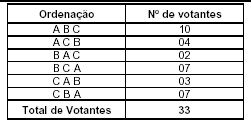 Ordenação Nº de votantes
A B C 10
A C B 04
B A C 02
B C A 07
C A B 03
C B A 07
Total de Votantes 33